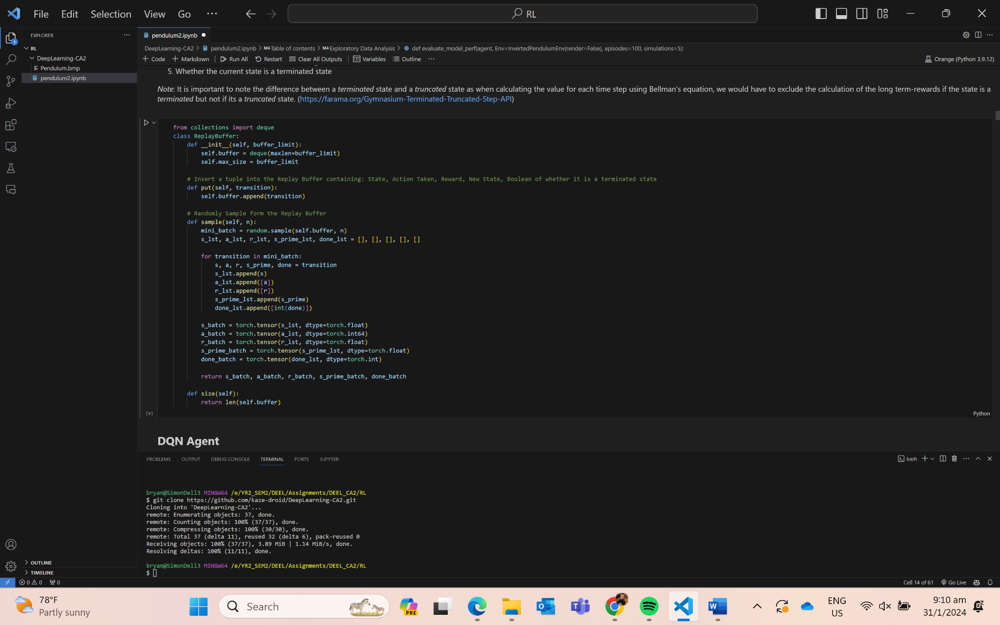 File Edit Selection View Go ···
RL
EXPLORER
RL
DeepLearning-CA2
Pendulum.bmp
pendulum2.ipynb
OUTLINE
TIMELINE
pendulum2.ipynb
DeepLearning-CA2 > pendulum2.ipynb > M↓Table of contents > M↓Exploratory Data Analysis > def evaluate_model_perf(agent, Env=InvertedPendulumEnv(render=False), episodes=100, simulations=5):
+ Code + Markdown | Run All Restart Clear All Outputs | Variables Outline ···
Orange (Python 3.9.12)
5. Whether the current state is a terminated state
Note: It is important to note the difference between a terminated state and a truncated state as when calculating the value for each time step using Bellman's equation, we would have to exclude the calculation of the long term-rewards if the state is a
terminated but not if its a truncated state. (https://farama.org/Gymnasium-Terminated-Truncated-Step-API)
from collections import deque
class ReplayBuffer:
    def __init__(self, buffer_limit):
        self.buffer = deque(maxlen=buffer_limit)
        self.max_size = buffer_limit
    # Insert a tuple into the Replay Buffer containing: State, Action Taken, Reward, New State, Boolean of whether it is a terminated state
    def put(self, transition):
        self.buffer.append(transition)
    # Randomly Sample form the Replay Buffer
    def sample(self, n):
        mini_batch = random.sample(self.buffer, n)
        s_lst, a_lst, r_lst, s_prime_lst, done_lst = [], [], [], [], []
        for transition in mini_batch:
            s, a, r, s_prime, done = transition
            s_lst.append(s)
            a_lst.append([a])
            r_lst.append([r])
            s_prime_lst.append(s_prime)
            done_lst.append([int(done)])
        s_batch = torch.tensor(s_lst, dtype=torch.float)
        a_batch = torch.tensor(a_lst, dtype=torch.int64)
        r_batch = torch.tensor(r_lst, dtype=torch.float)
        s_prime_batch = torch.tensor(s_prime_lst, dtype=torch.float)
        done_batch = torch.tensor(done_lst, dtype=torch.int)
        return s_batch, a_batch, r_batch, s_prime_batch, done_batch
    def size(self):
        return len(self.buffer)
[8]
Python
DQN Agent
PROBLEMS OUTPUT DEBUG CONSOLE TERMINAL PORTS JUPYTER
bash
bryan@SimonDell3 MINGW64 /e/YR2_SEM2/DEEL/Assignments/DEEL_CA2/RL
$ git clone https://github.com/kaze-droid/DeepLearning-CA2.git
Cloning into 'DeepLearning-CA2'...
remote: Enumerating objects: 37, done.
remote: Counting objects: 100% (37/37), done.
remote: Compressing objects: 100% (30/30), done.
remote: Total 37 (delta 11), reused 32 (delta 6), pack-reused 0
Receiving objects: 100% (37/37), 3.89 MiB | 1.14 MiB/s, done.
Resolving deltas: 100% (11/11), done.
bryan@SimonDell3 MINGW64 /e/YR2_SEM2/DEEL/Assignments/DEEL_CA2/RL
$
0 0 0
Cell 14 of 61 Go Live
78°F
Partly sunny
Search
PRE
ENG
US
9:10 am
31/1/2024